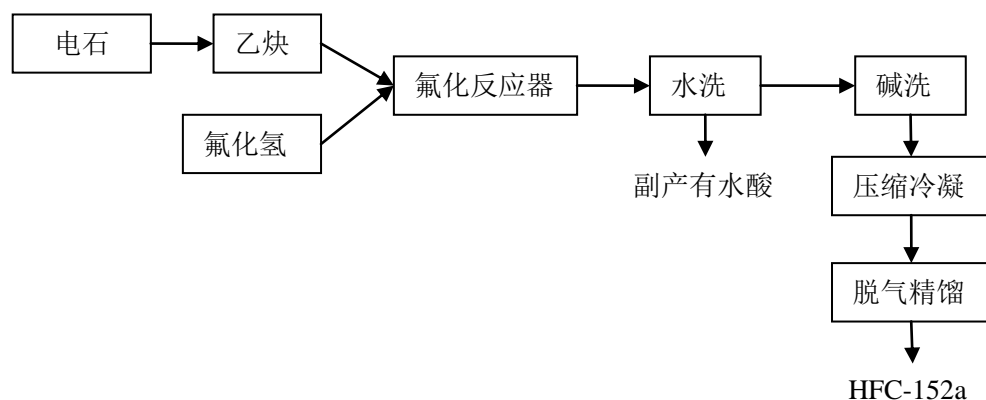 电石
乙炔
氟化氢
氟化反应器
水洗
碱洗
副产有水酸
压缩冷凝
脱气精馏
HFC-152a